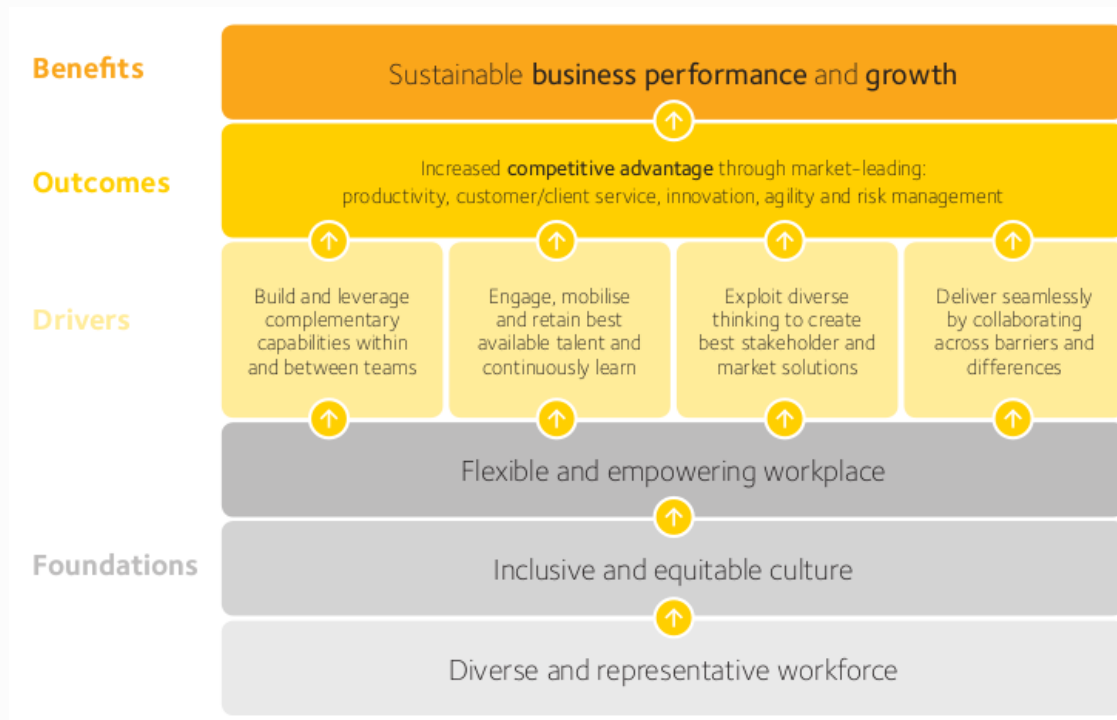 Benefits
Sustainable business performance and growth
Outcomes
Increased competitive advantage through market-leading:
productivity, customer/client service, innovation, agility and risk management
Drivers
Build and leverage
complementary
capabilities within
and between teams
Engage, mobilise
and retain best
available talent and
continuously learn
Exploit diverse
thinking to create
best stakeholder and
market solutions
Deliver seamlessly
by collaborating
across barriers and
differences
Foundations
Flexible and empowering workplace
Inclusive and equitable culture
Diverse and representative workforce